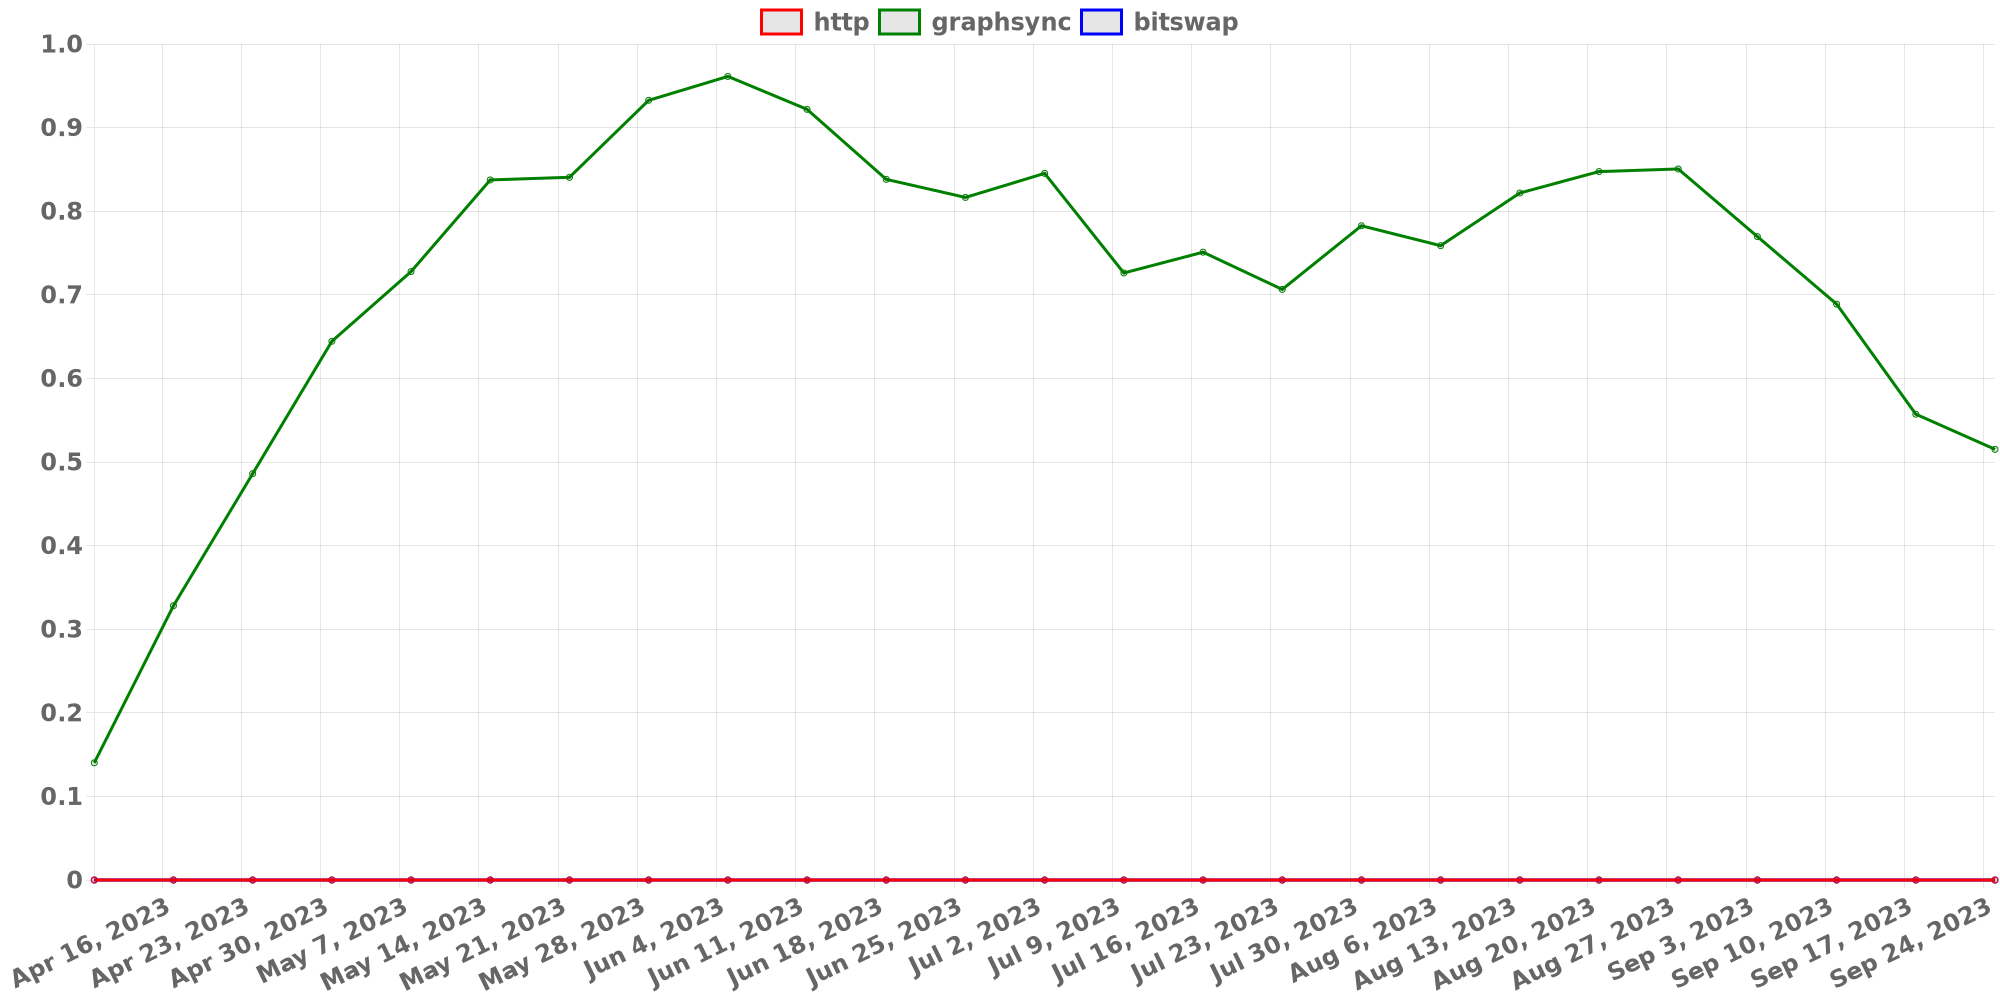 http graphsync bitswap
1.0
0.9
0.8
0.7
0.6
0.5
0.4
0.3
0.2
0.1
0
Apr 16, 2023
Apr 23, 2023
Apr 30, 2023
May 7, 2023
May 14, 2023
May 21, 2023
May 28, 2023
Jun 4, 2023
Jun 11, 2023
Jun 18, 2023
Jun 25, 2023
Jul 2, 2023
Jul 9, 2023
Jul 16, 2023
Jul 23, 2023
Jul 30, 2023
Aug 6, 2023
Aug 13, 2023
Aug 20, 2023
Aug 27, 2023
Sep 3, 2023
Sep 10, 2023
Sep 17, 2023
Sep 24, 2023